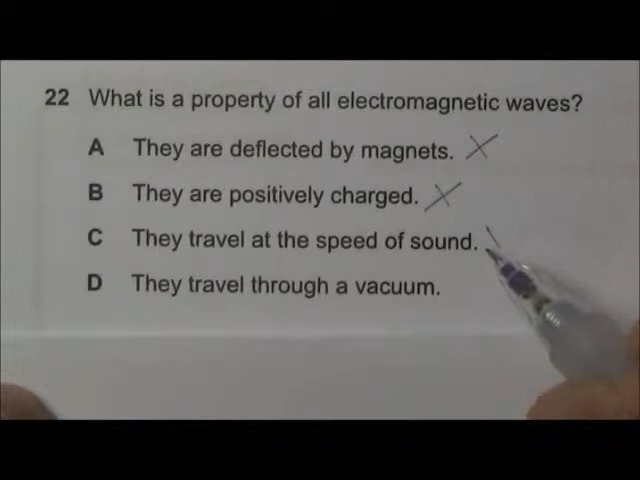 22 What is a property of all electromagnetic waves?
A They are deflected by magnets.
B They are positively charged.
C They travel at the speed of sound.
D They travel through a vacuum.